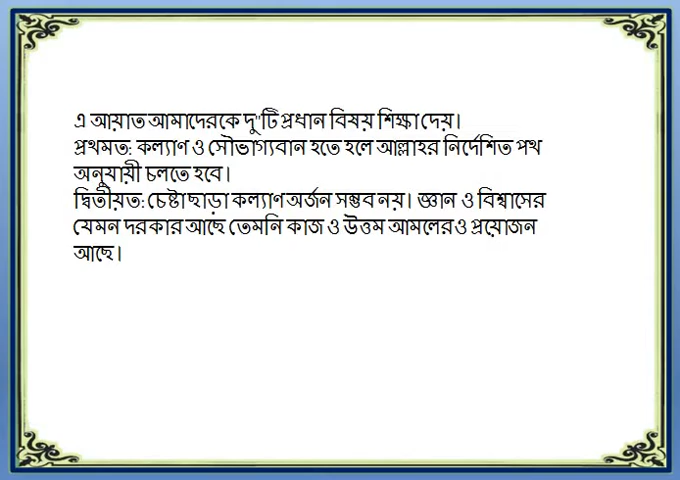 এ আয়াত আমাদেরকে দু"টি প্রধান বিষয় শিক্ষা দেয়।
প্রথমত: কল্যাণ ও সৌভাগ্যবান হতে হলে আল্লাহর নির্দেশিত পথ
অনুযায়ী চলতে হবে।
দ্বিতীয়ত: চেষ্টা ছাড়া কল্যাণ অর্জন সম্ভব নয়। জ্ঞান ও বিশ্বাসের
যেমন দরকার আছে তেমনি কাজ ও উত্তম আমলেরও প্রয়োজন
আছে।